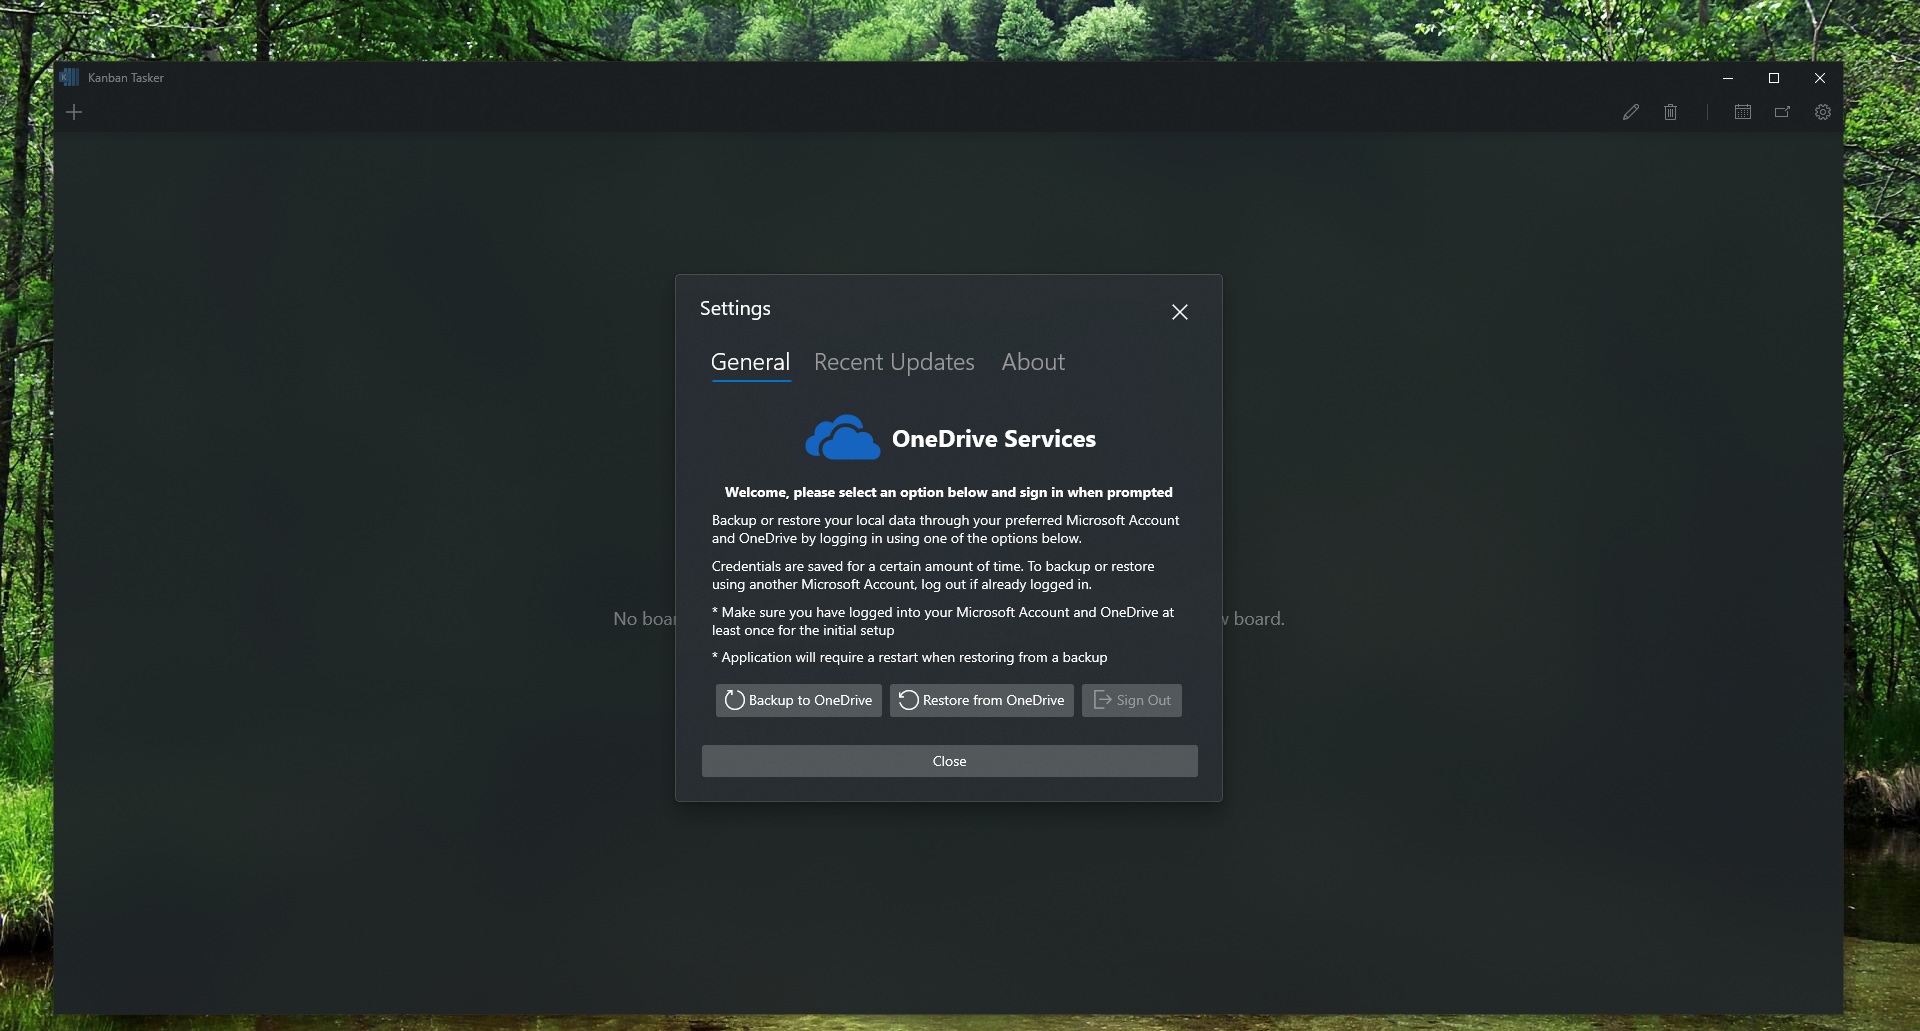 Kanban Tasker
Settings
General Recent Updates About
OneDrive Services
Welcome, please select an option below and sign in when prompted
Backup or restore your local data through your preferred Microsoft Account
and OneDrive by logging in using one of the options below.
Credentials are saved for a certain amount of time. To backup or restore
using another Microsoft Account, log out if already logged in.
* Make sure you have logged into your Microsoft Account and OneDrive at
least once for the initial setup
No board.
* Application will require a restart when restoring from a backup
Backup to OneDrive Restore from OneDrive Sign Out
Close